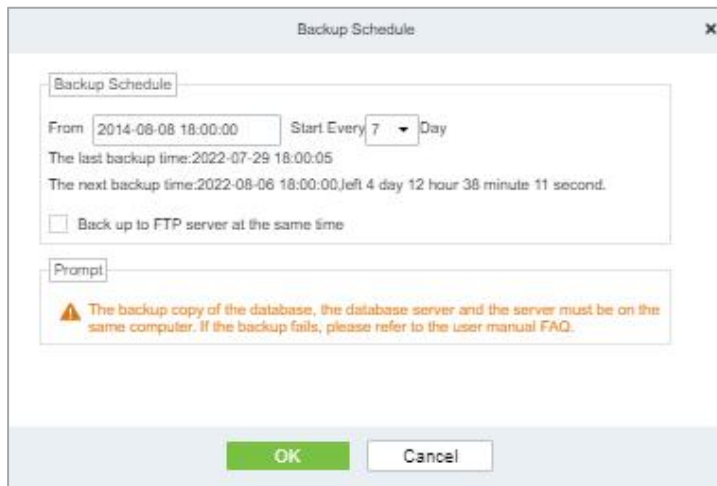 Backup Schedule
Backup Schedule
From 2014-08-08 18:00:00 Start Every 7 Day
The last backup time:2022-07-29 18:00:05
The next backup time:2022-08-06 18:00:00,left 4 day 12 hour 38 minute 11 second.
Back up to FTP server at the same time
Prompt
The backup copy of the database, the database server and the server must be on the
same computer. If the backup fails, please refer to the user manual FAQ.
OK Cancel